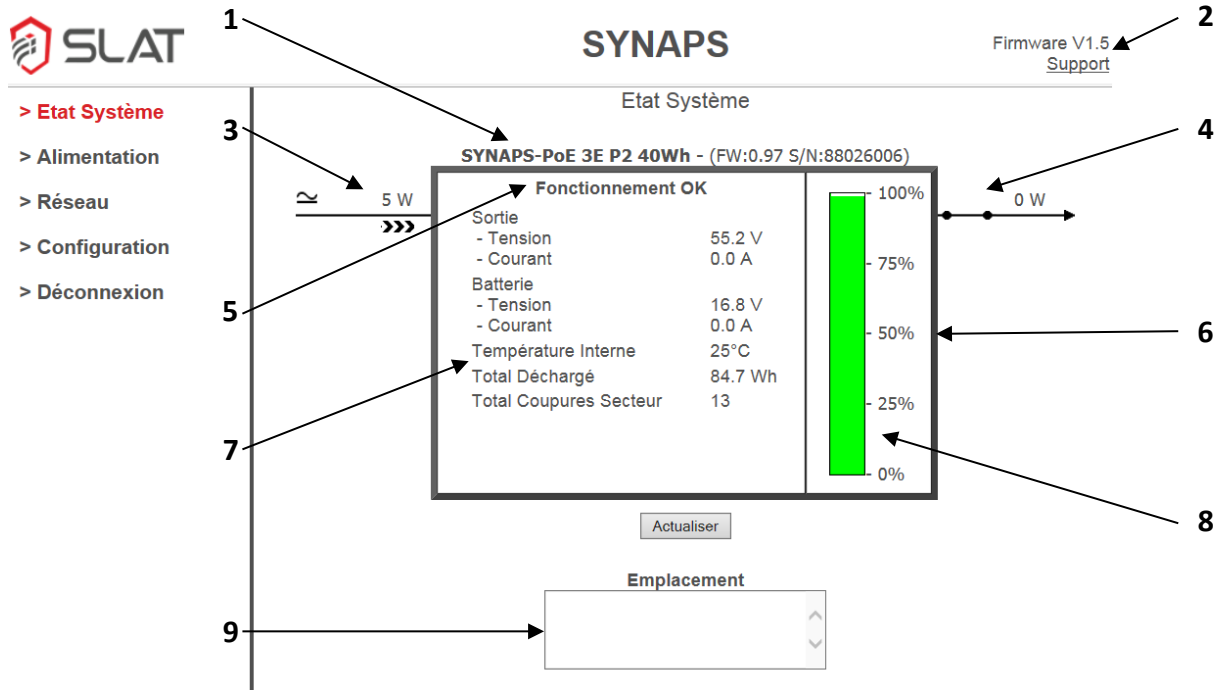 1
2
SLAT
SYNAPS
Firmware V1.5
Support
> Etat Système
> Alimentation
> Réseau
> Configuration
> Déconnexion
Etat Système
3
4
SYNAPS-PoE 3E P2 40Wh - (FW:0.97 S/N:88026006)
5 W
0 W
Fonctionnement OK
Sortie
- Tension 55.2 V
- Courant 0.0 A
Batterie
- Tension 16.8 V
- Courant 0.0 A
Température Interne 25°C
Total Déchargé 84.7 Wh
Total Coupures Secteur 13
- 100%
- 75%
- 50%
- 25%
- 0%
5
6
7
8
Actualiser
Emplacement
9